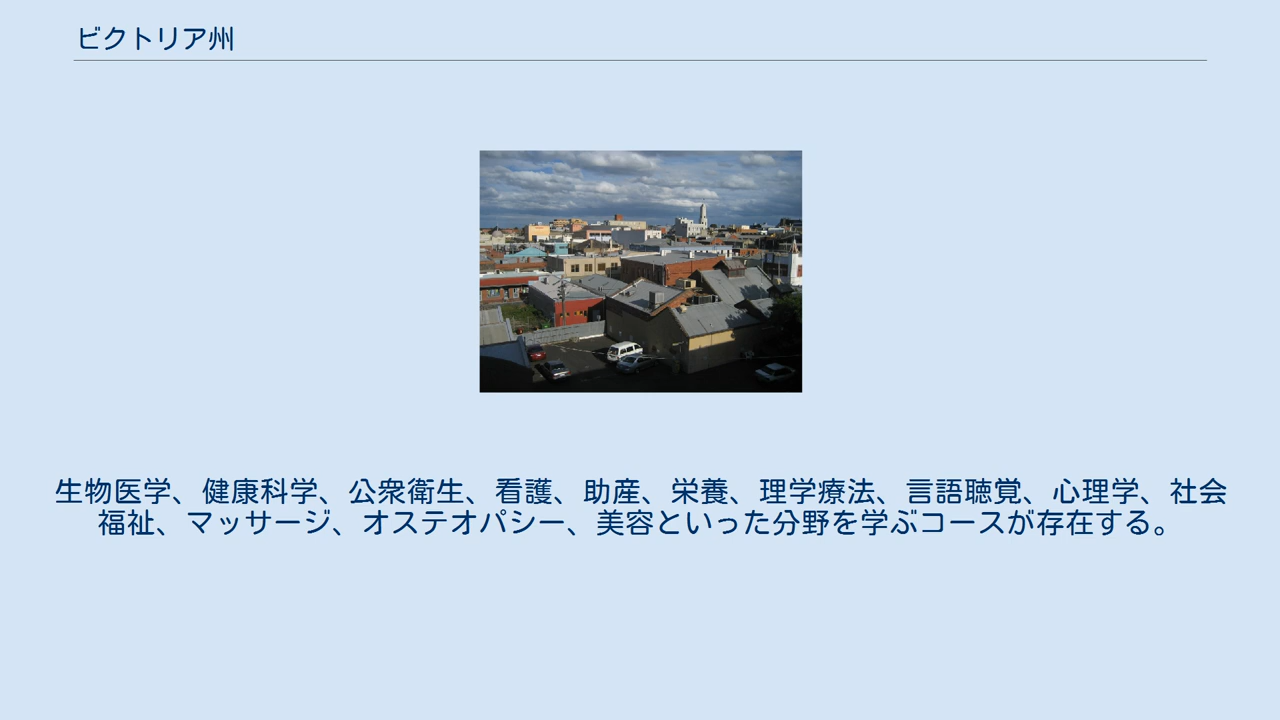 ビクトリア州
生物医学、健康科学、公衆衛生、看護、助産、栄養、理学療法、言語聴覚、心理学、社会
福祉、マッサージ、オステオパシー、美容といった分野を学ぶコースが存在する。